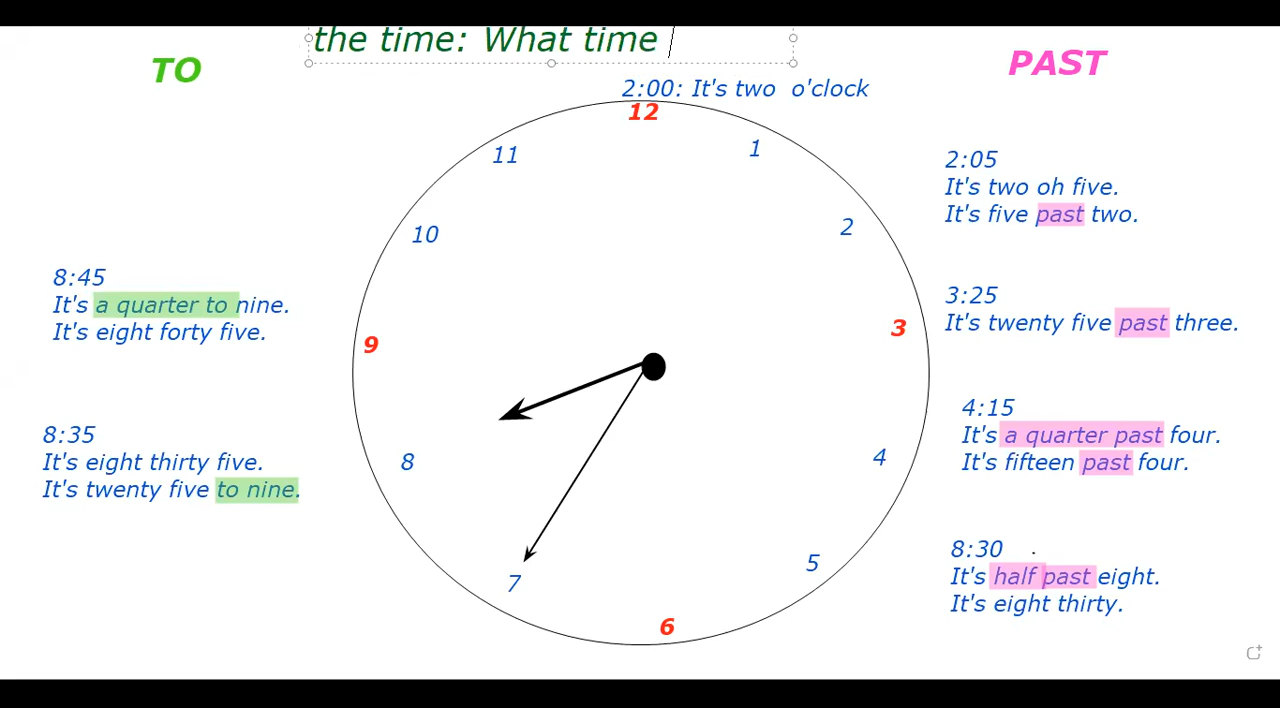 the time: What time
TO
PAST
2:00: It's two o'clock
12
11
1
10
2
9
3
8
4
7
5
6
8:45
It's a quarter to nine.
It's eight forty five.
8:35
It's eight thirty five.
It's twenty five to nine.
2:05
It's two oh five.
It's five past two.
3:25
It's twenty five past three.
4:15
It's a quarter past four.
It's fifteen past four.
8:30
It's half past eight.
It's eight thirty.